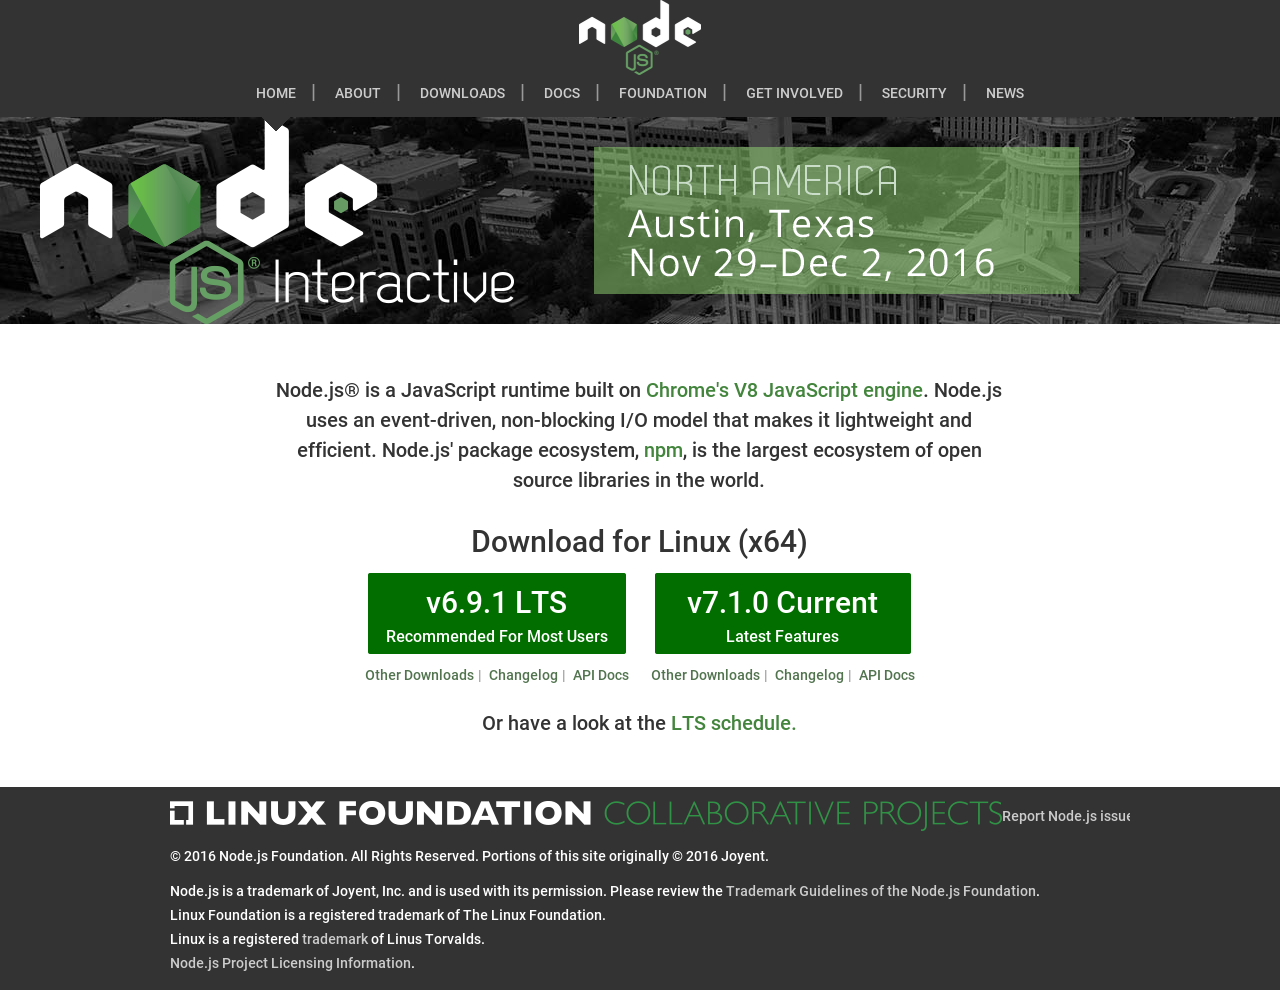 node
JS
HOME | ABOUT | DOWNLOADS | DOCS | FOUNDATION | GET INVOLVED | SECURITY | NEWS
node
JS® Interactive
NORTH AMERICA
Austin, Texas
Nov 29–Dec 2, 2016
Node.js® is a JavaScript runtime built on Chrome's V8 JavaScript engine. Node.js
uses an event-driven, non-blocking I/O model that makes it lightweight and
efficient. Node.js' package ecosystem, npm, is the largest ecosystem of open
source libraries in the world.
Download for Linux (x64)
v6.9.1 LTS
Recommended For Most Users
Other Downloads | Changelog | API Docs
v7.1.0 Current
Latest Features
Other Downloads | Changelog | API Docs
Or have a look at the LTS schedule.
LINUX FOUNDATION COLLABORATIVE PROJECTS Report Node.js issue
© 2016 Node.js Foundation. All Rights Reserved. Portions of this site originally © 2016 Joyent.
Node.js is a trademark of Joyent, Inc. and is used with its permission. Please review the Trademark Guidelines of the Node.js Foundation.
Linux Foundation is a registered trademark of The Linux Foundation.
Linux is a registered trademark of Linus Torvalds.
Node.js Project Licensing Information.